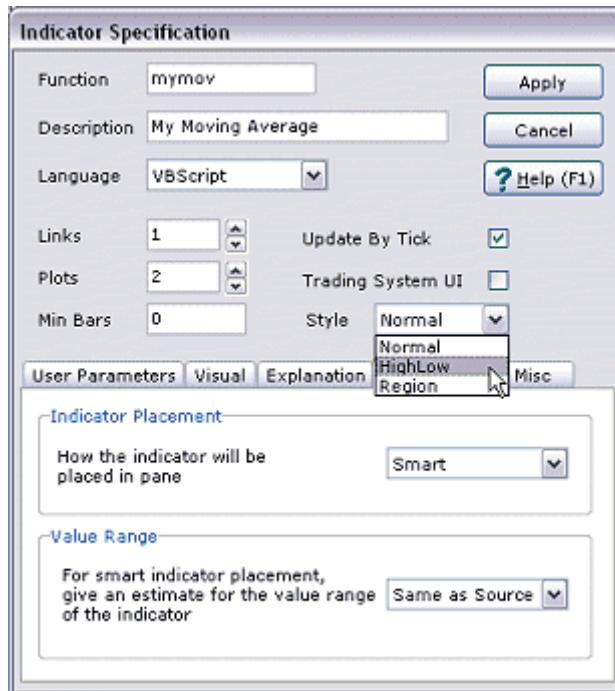 Indicator Specification
Function mymov Apply
Description My Moving Average Cancel
Language VBScript ? Help (F1)
Links 1 Update By Tick
Plots 2 Trading System UI
Min Bars 0 Style Normal
Normal
HighLow
Region
User Parameters Visual Explanation Misc
Indicator Placement
How the indicator will be
placed in pane
Smart
Value Range
For smart indicator placement,
give an estimate for the value range
of the indicator
Same as Source